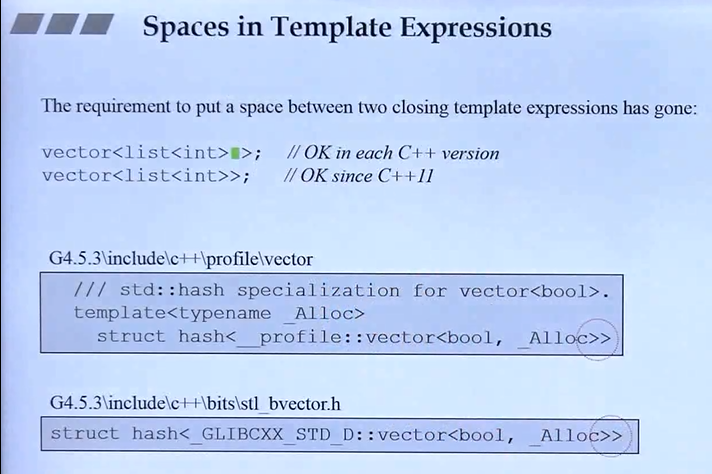 Spaces in Template Expressions
The requirement to put a space between two closing template expressions has gone:
vector<list<int> >; // OK in each C++ version
vector<list<int>>; // OK since C++11
G4.5.3\include\c++\profile\vector
/// std::hash specialization for vector<bool>.
template<typename _Alloc>
struct hash<__profile::vector<bool, _Alloc>>
G4.5.3\include\c++\bits\stl_bvector.h
struct hash<_GLIBCXX_STD_D::vector<bool, _Alloc>>